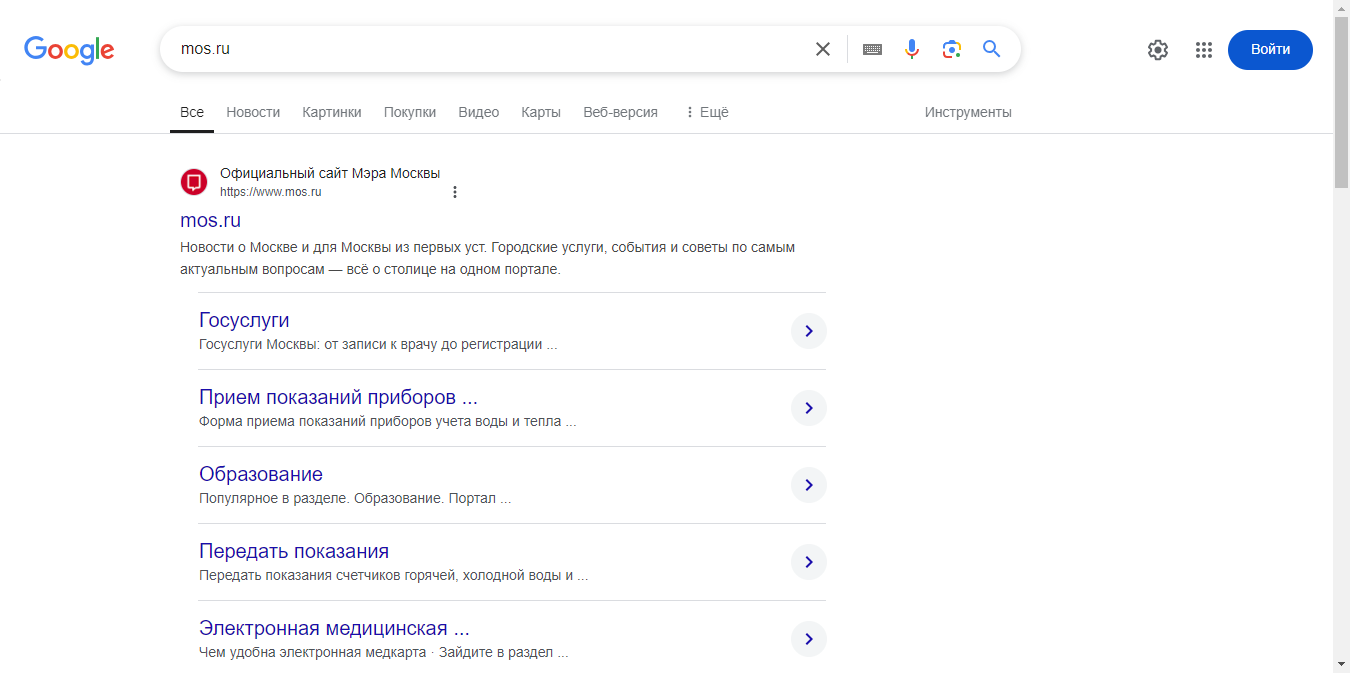 Google
mos.ru
Войти
Все Новости Картинки Покупки Видео Карты Веб-версия Ещё Инструменты
Официальный сайт Мэра Москвы
https://www.mos.ru
mos.ru
Новости о Москве и для Москвы из первых уст. Городские услуги, события и советы по самым
актуальным вопросам — всё о столице на одном портале.
Госуслуги
Госуслуги Москвы: от записи к врачу до регистрации ...
Прием показаний приборов ...
Форма приема показаний приборов учета воды и тепла ...
Образование
Популярное в разделе. Образование. Портал ...
Передать показания
Передать показания счетчиков горячей, холодной воды и ...
Электронная медицинская ...
Чем удобна электронная медкарта · Зайдите в раздел ...